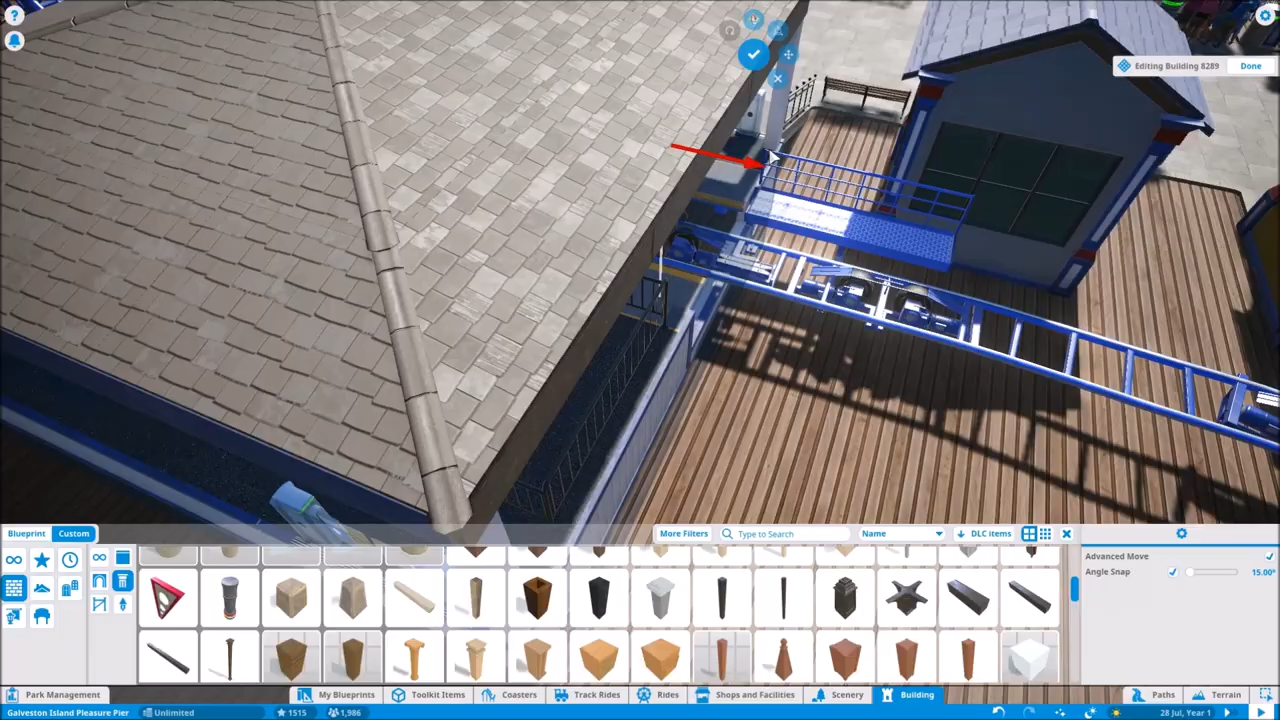 ?
Editing Building 8289 Done
Blueprint Custom
More Filters Type to Search Name DLC items
Advanced Move
Angle Snap 15.00°
Park Management My Blueprints Toolkit Items Coasters Track Rides Rides Shops and Facilities Scenery Building Paths Terrain
Galveston Island Pleasure Pier Unlimited 1515 1,986 28 Jul, Year 1